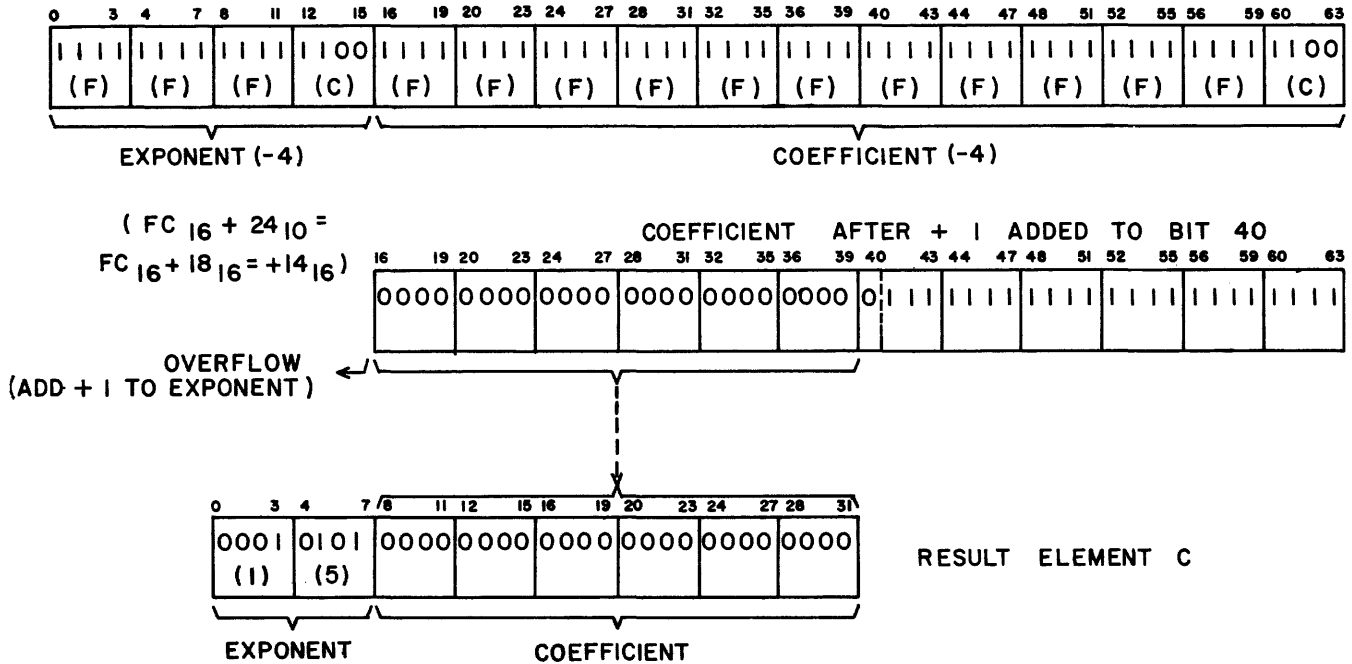 0 3 4 7 8 11 12 15 16 19 20 23 24 27 28 31 32 35 36 39 40 43 44 47 48 51 52 55 56 59 60 63
1111 1111 1111 1100 1111 1111 1111 1111 1111 1111 1111 1111 1111 1111 1111 1100
(F) (F) (F) (C) (F) (F) (F) (F) (F) (F) (F) (F) (F) (F) (F) (C)
EXPONENT (-4) COEFFICIENT (-4)
( FC 16 + 24 10 =
FC 16 + 18 16 = +14 16 )
COEFFICIENT AFTER + 1 ADDED TO BIT 40
16 19 20 23 24 27 28 31 32 35 36 39 40 43 44 47 48 51 52 55 56 59 60 63
0000 0000 0000 0000 0000 0000 0111 1111 1111 1111 1111 1111
OVERFLOW
(ADD + 1 TO EXPONENT)
0 3 4 7 8 11 12 15 16 19 20 23 24 27 28 31
0001 0101 0000 0000 0000 0000 0000 0000
(1) (5)
RESULT ELEMENT C
EXPONENT COEFFICIENT